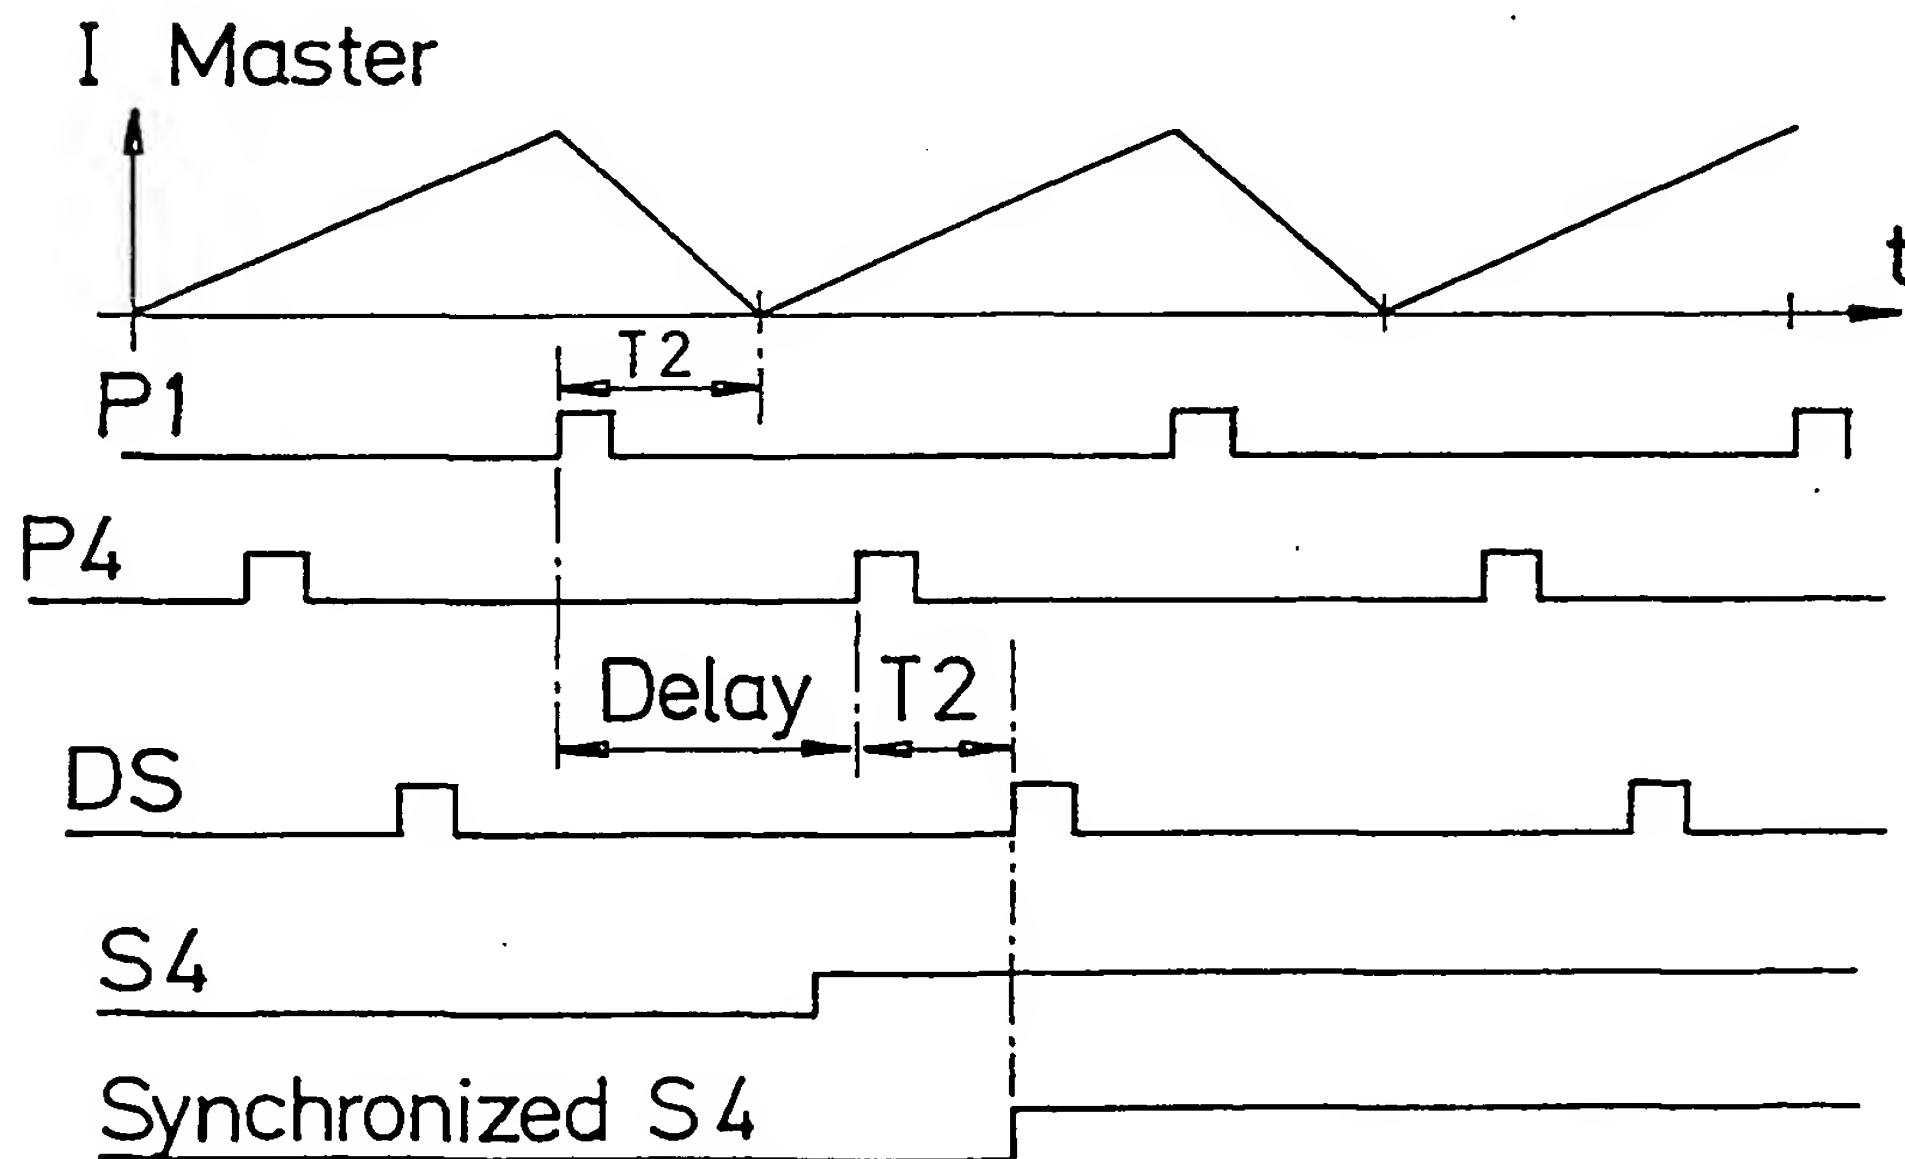 I Master
t
T2
P1
P4
Delay
T2
DS
S4
Synchronized S4